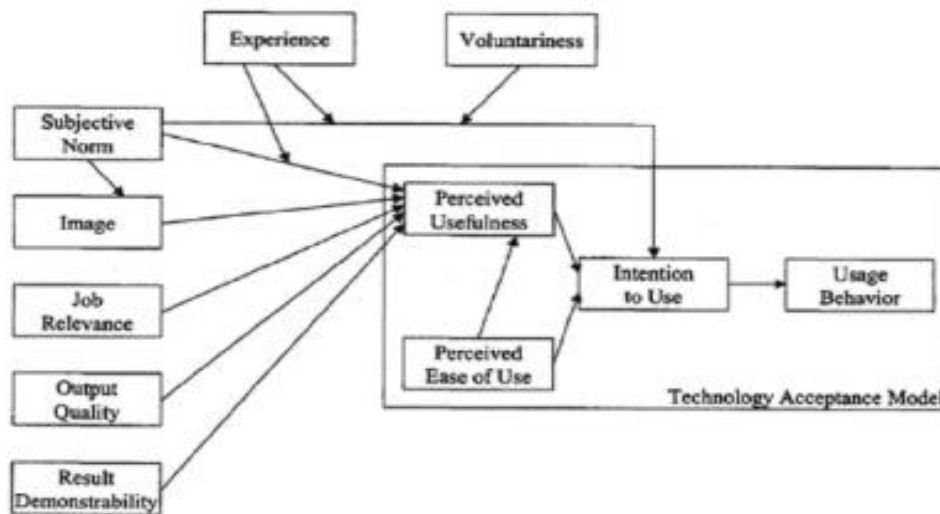 Experience
Voluntariness
Subjective
Norm
Image
Job
Relevance
Output
Quality
Result
Demonstrability
Perceived
Usefulness
Perceived
Ease of Use
Intention
to Use
Usage
Behavior
Technology Acceptance Model